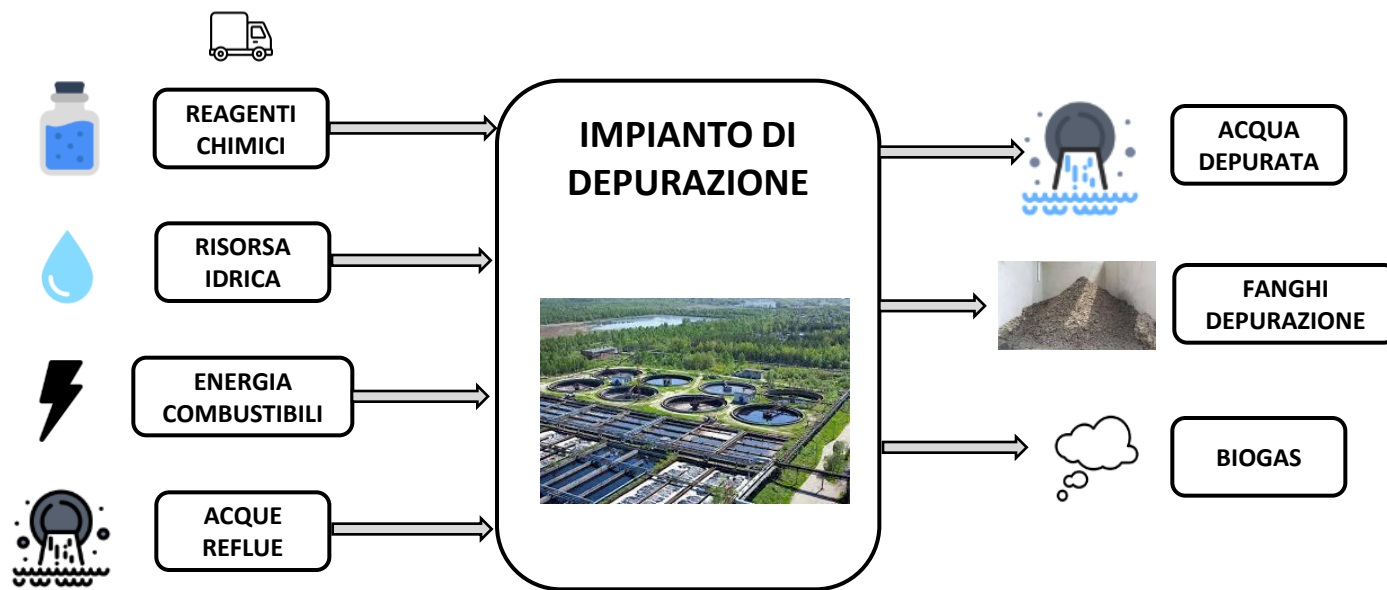 REAGENTI
CHIMICI
RISORSA
IDRICA
ENERGIA
COMBUSTIBILI
ACQUE
REFLUE
IMPIANTO DI
DEPURAZIONE
ACQUA
DEPURATA
FANGHI
DEPURAZIONE
BIOGAS